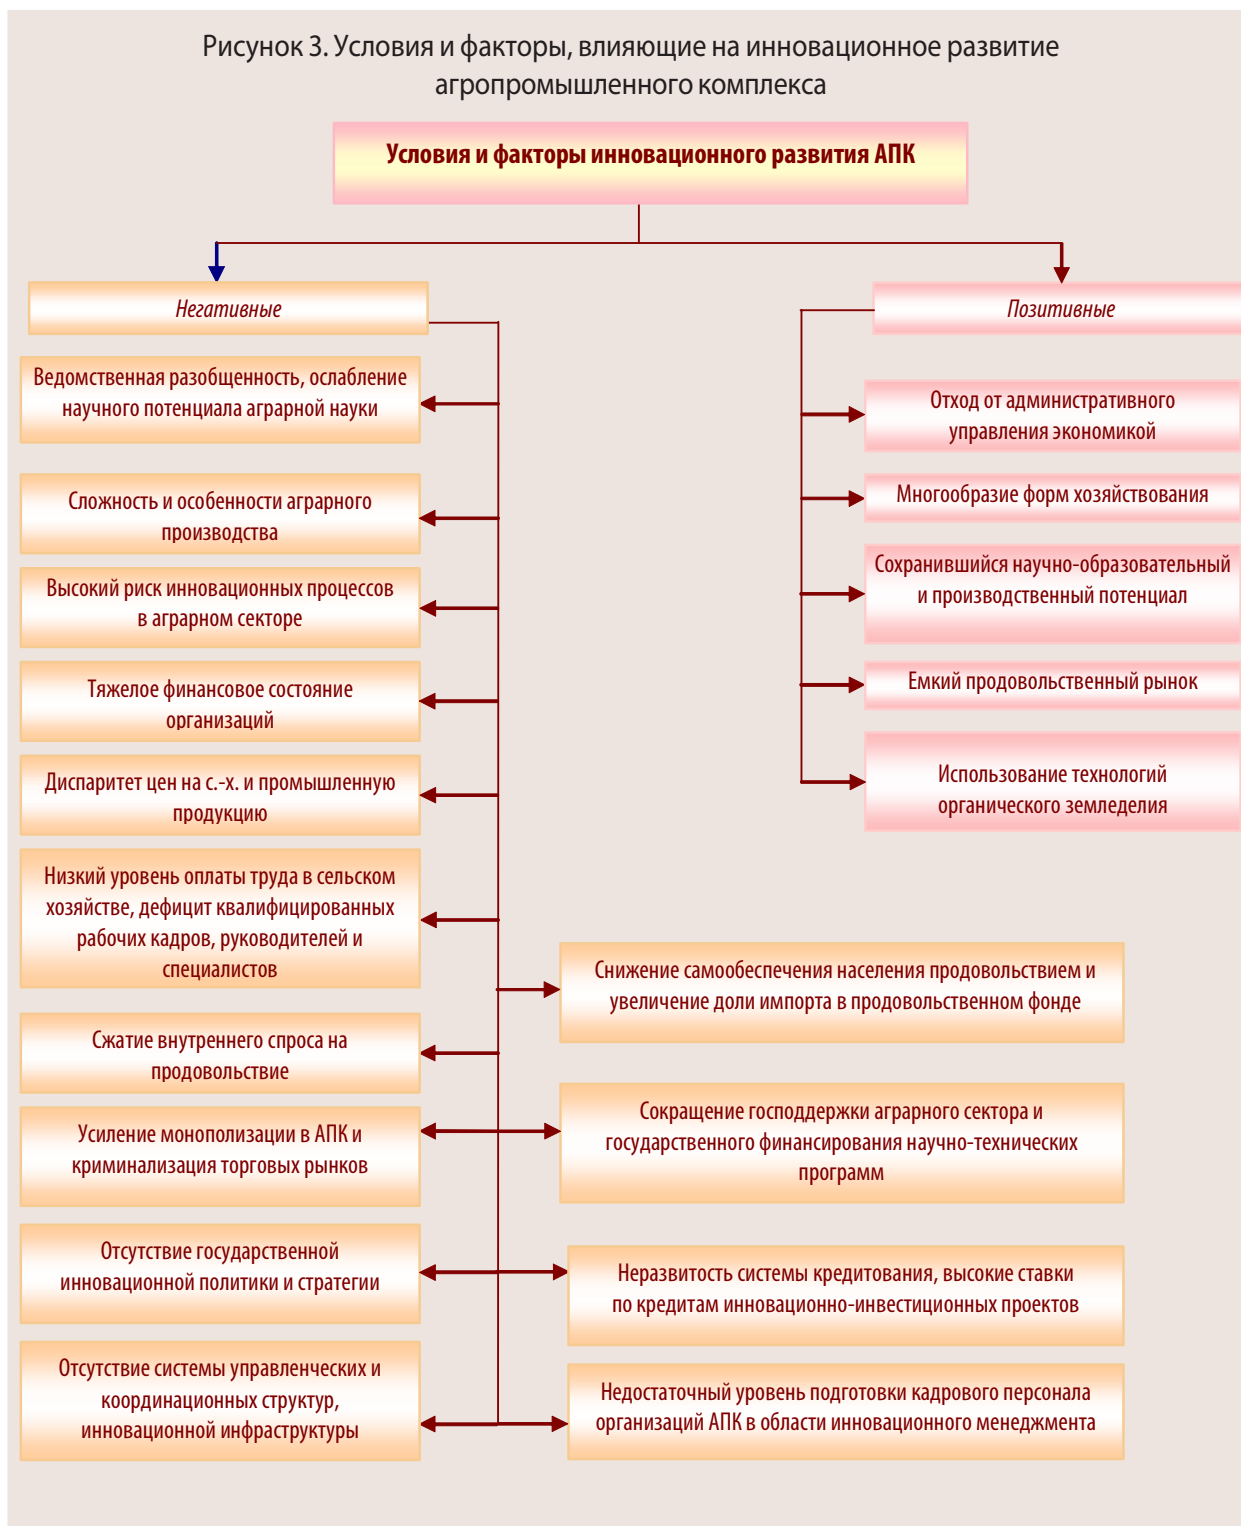 Рисунок 3. Условия и факторы, влияющие на инновационное развитие
агропромышленного комплекса
Условия и факторы инновационного развития АПК
Негативные
Ведомственная разобщенность, ослабление
научного потенциала аграрной науки
Сложность и особенности аграрного
производства
Высокий риск инновационных процессов
в аграрном секторе
Тяжелое финансовое состояние
организаций
Диспаритет цен на с.-х. и промышленную
продукцию
Низкий уровень оплаты труда в сельском
хозяйстве, дефицит квалифицированных
рабочих кадров, руководителей и
специалистов
Сжатие внутреннего спроса на
продовольствие
Усиление монополизации в АПК и
криминализация торговых рынков
Отсутствие государственной
инновационной политики и стратегии
Отсутствие системы управленческих и
координационных структур,
инновационной инфраструктуры
Снижение самообеспечения населения продовольствием и
увеличение доли импорта в продовольственном фонде
Сокращение господдержки аграрного сектора и
государственного финансирования научно-технических
программ
Неразвитость системы кредитования, высокие ставки
по кредитам инновационно-инвестиционных проектов
Недостаточный уровень подготовки кадрового персонала
организаций АПК в области инновационного менеджмента
Позитивные
Отход от административного
управления экономикой
Многообразие форм хозяйствования
Сохранившийся научно-образовательный
и производственный потенциал
Емкий продовольственный рынок
Использование технологий
органического земледелия